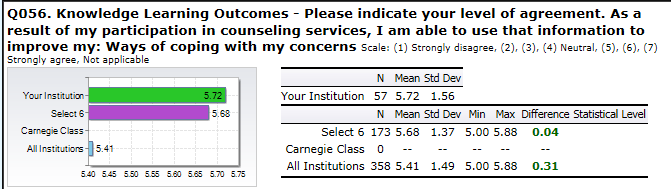 Q056. Knowledge Learning Outcomes - Please indicate your level of agreement. As a
result of my participation in counseling services, I am able to use that information to
improve my: Ways of coping with my concerns Scale: (1) Strongly disagree, (2), (3), (4) Neutral, (5), (6), (7)
Strongly agree, Not applicable
Your Institution 5.72
Select 6 5.68
Carnegie Class
All Institutions 5.41
5.40 5.45 5.50 5.55 5.60 5.65 5.70 5.75
N Mean Std Dev
Your Institution 57 5.72 1.56
N Mean Std Dev Min Max Difference Statistical Level
Select 6 173 5.68 1.37 5.00 5.88 0.04
Carnegie Class 0 -- -- -- -- --
All Institutions 358 5.41 1.49 5.00 5.88 0.31